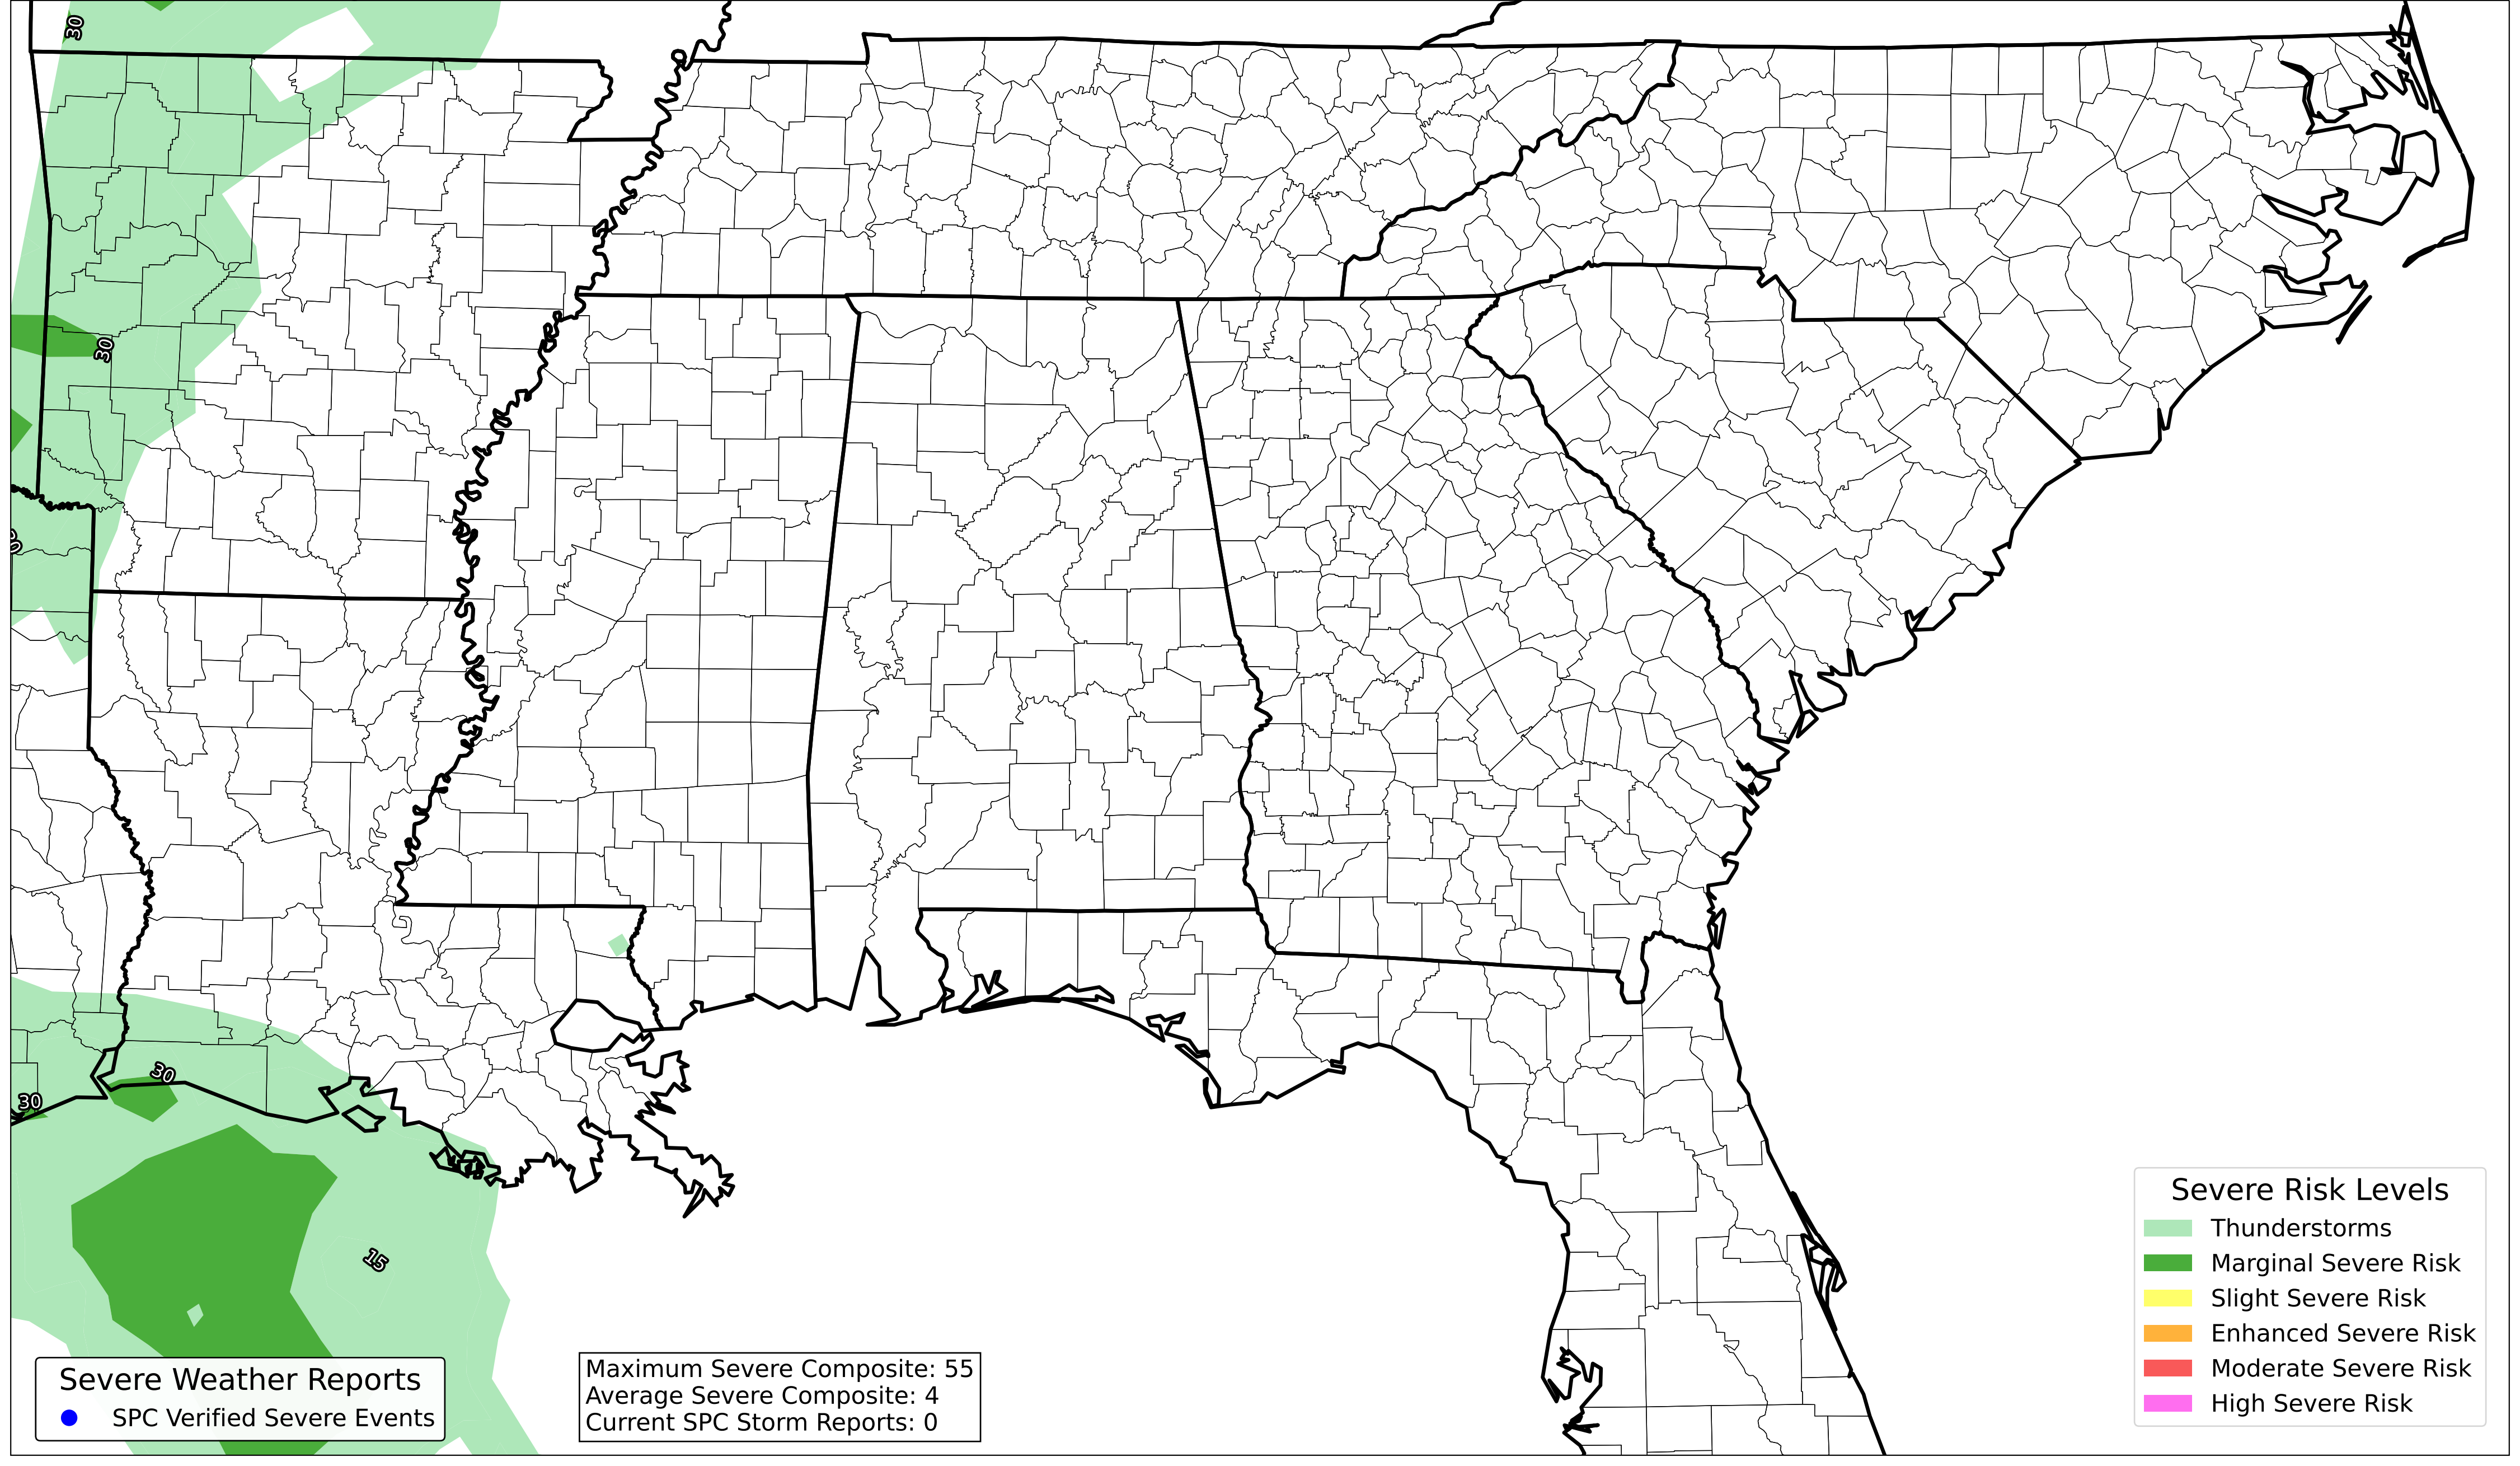 30
30
30
30
15
Severe Weather Reports
SPC Verified Severe Events
Maximum Severe Composite: 55
Average Severe Composite: 4
Current SPC Storm Reports: 0
Severe Risk Levels
Thunderstorms
Marginal Severe Risk
Slight Severe Risk
Enhanced Severe Risk
Moderate Severe Risk
High Severe Risk